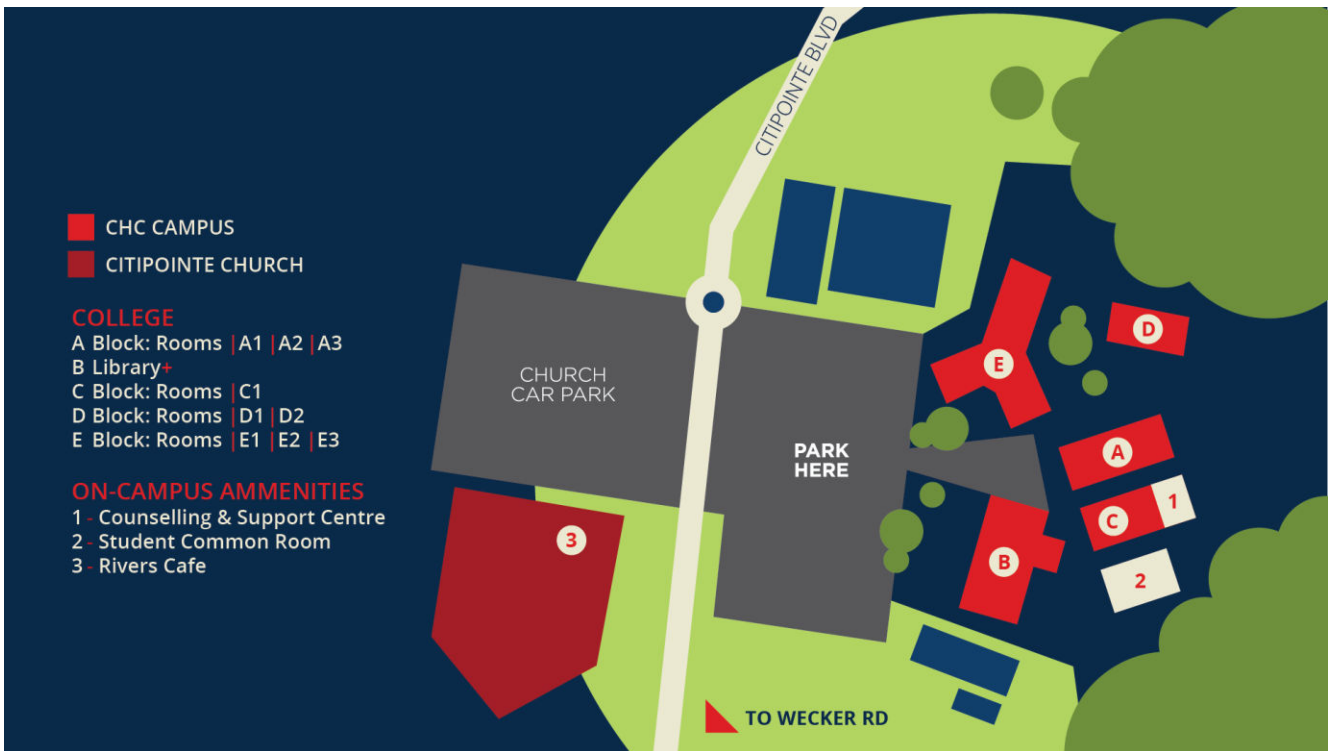 CITIPOINTE BLVD
CHC CAMPUS
CITIPOINTE CHURCH
COLLEGE
A Block: Rooms |A1 |A2 |A3
B Library+
C Block: Rooms |C1
D Block: Rooms |D1 |D2
E Block: Rooms |E1 |E2 |E3
ON-CAMPUS AMMENITIES
1 - Counselling & Support Centre
2 - Student Common Room
3 - Rivers Cafe
CHURCH
CAR PARK
PARK
HERE
D
E
A
1
C
3
B
2
TO WECKER RD